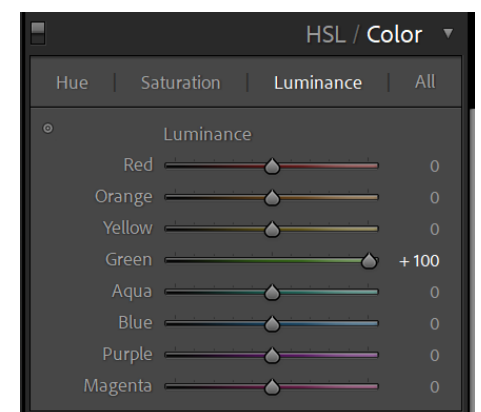 HSL / Color
Hue | Saturation | Luminance | All
Luminance
Red 0
Orange 0
Yellow 0
Green +100
Aqua 0
Blue 0
Purple 0
Magenta 0